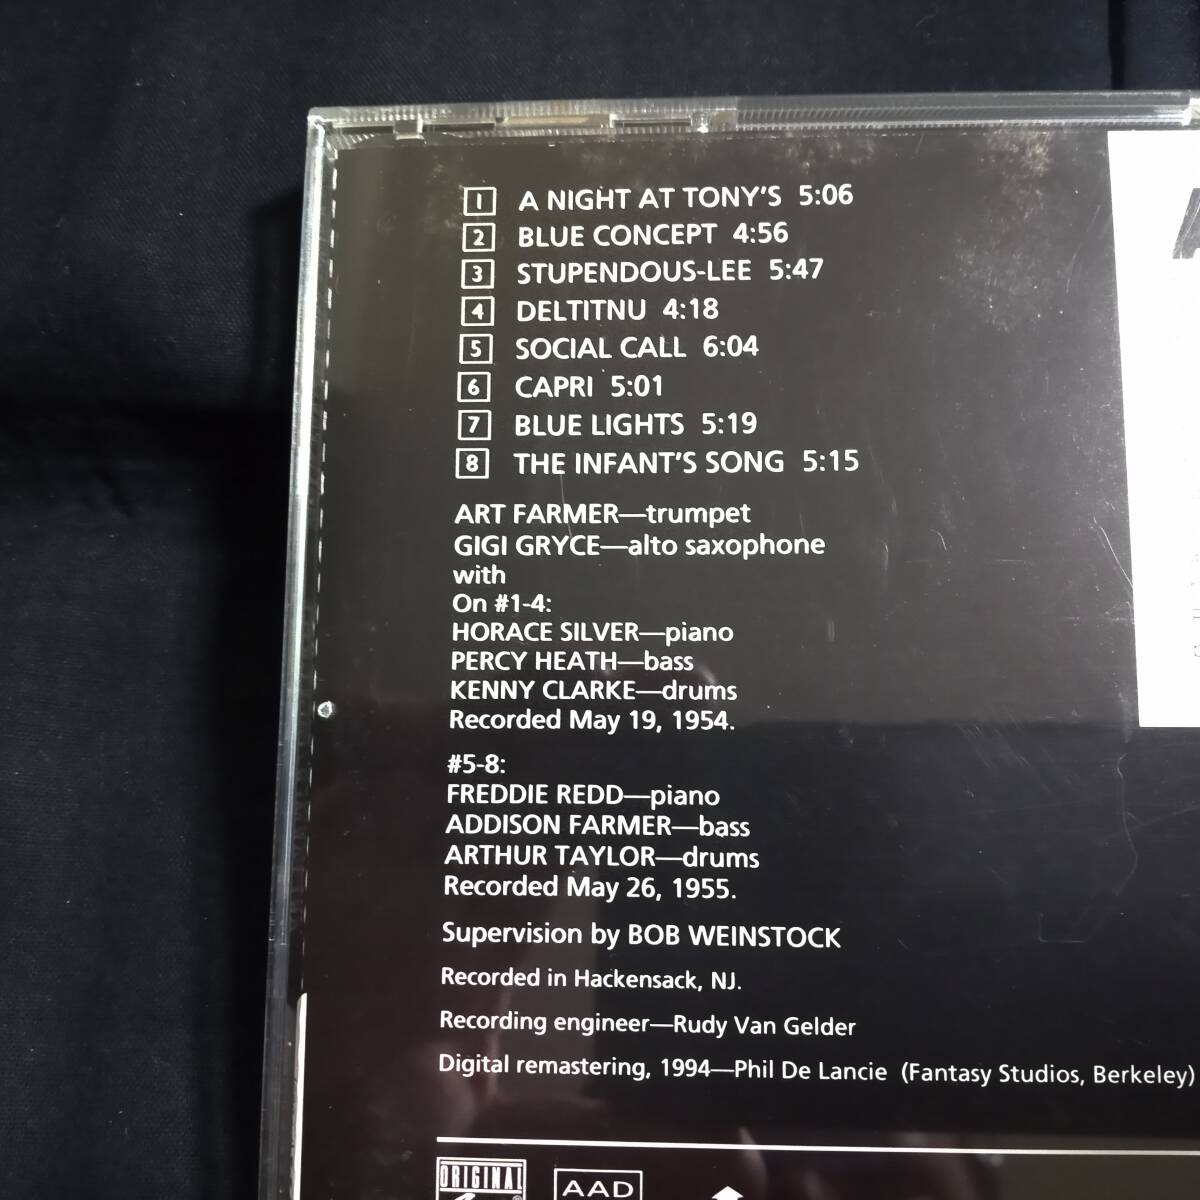 1 A NIGHT AT TONY'S 5:06
2 BLUE CONCEPT 4:56
3 STUPENDOUS-LEE 5:47
4 DELTITNU 4:18
5 SOCIAL CALL 6:04
6 CAPRI 5:01
7 BLUE LIGHTS 5:19
8 THE INFANT'S SONG 5:15
ART FARMER—trumpet
GIGI GRYCE—alto saxophone
with
On #1-4:
HORACE SILVER—piano
PERCY HEATH—bass
KENNY CLARKE—drums
Recorded May 19, 1954.
#5-8:
FREDDIE REDD—piano
ADDISON FARMER—bass
ARTHUR TAYLOR—drums
Recorded May 26, 1955.
Supervision by BOB WEINSTOCK
Recorded in Hackensack, NJ.
Recording engineer—Rudy Van Gelder
Digital remastering, 1994—Phil De Lancie (Fantasy Studios, Berkeley)
ORIGINAL
AAD